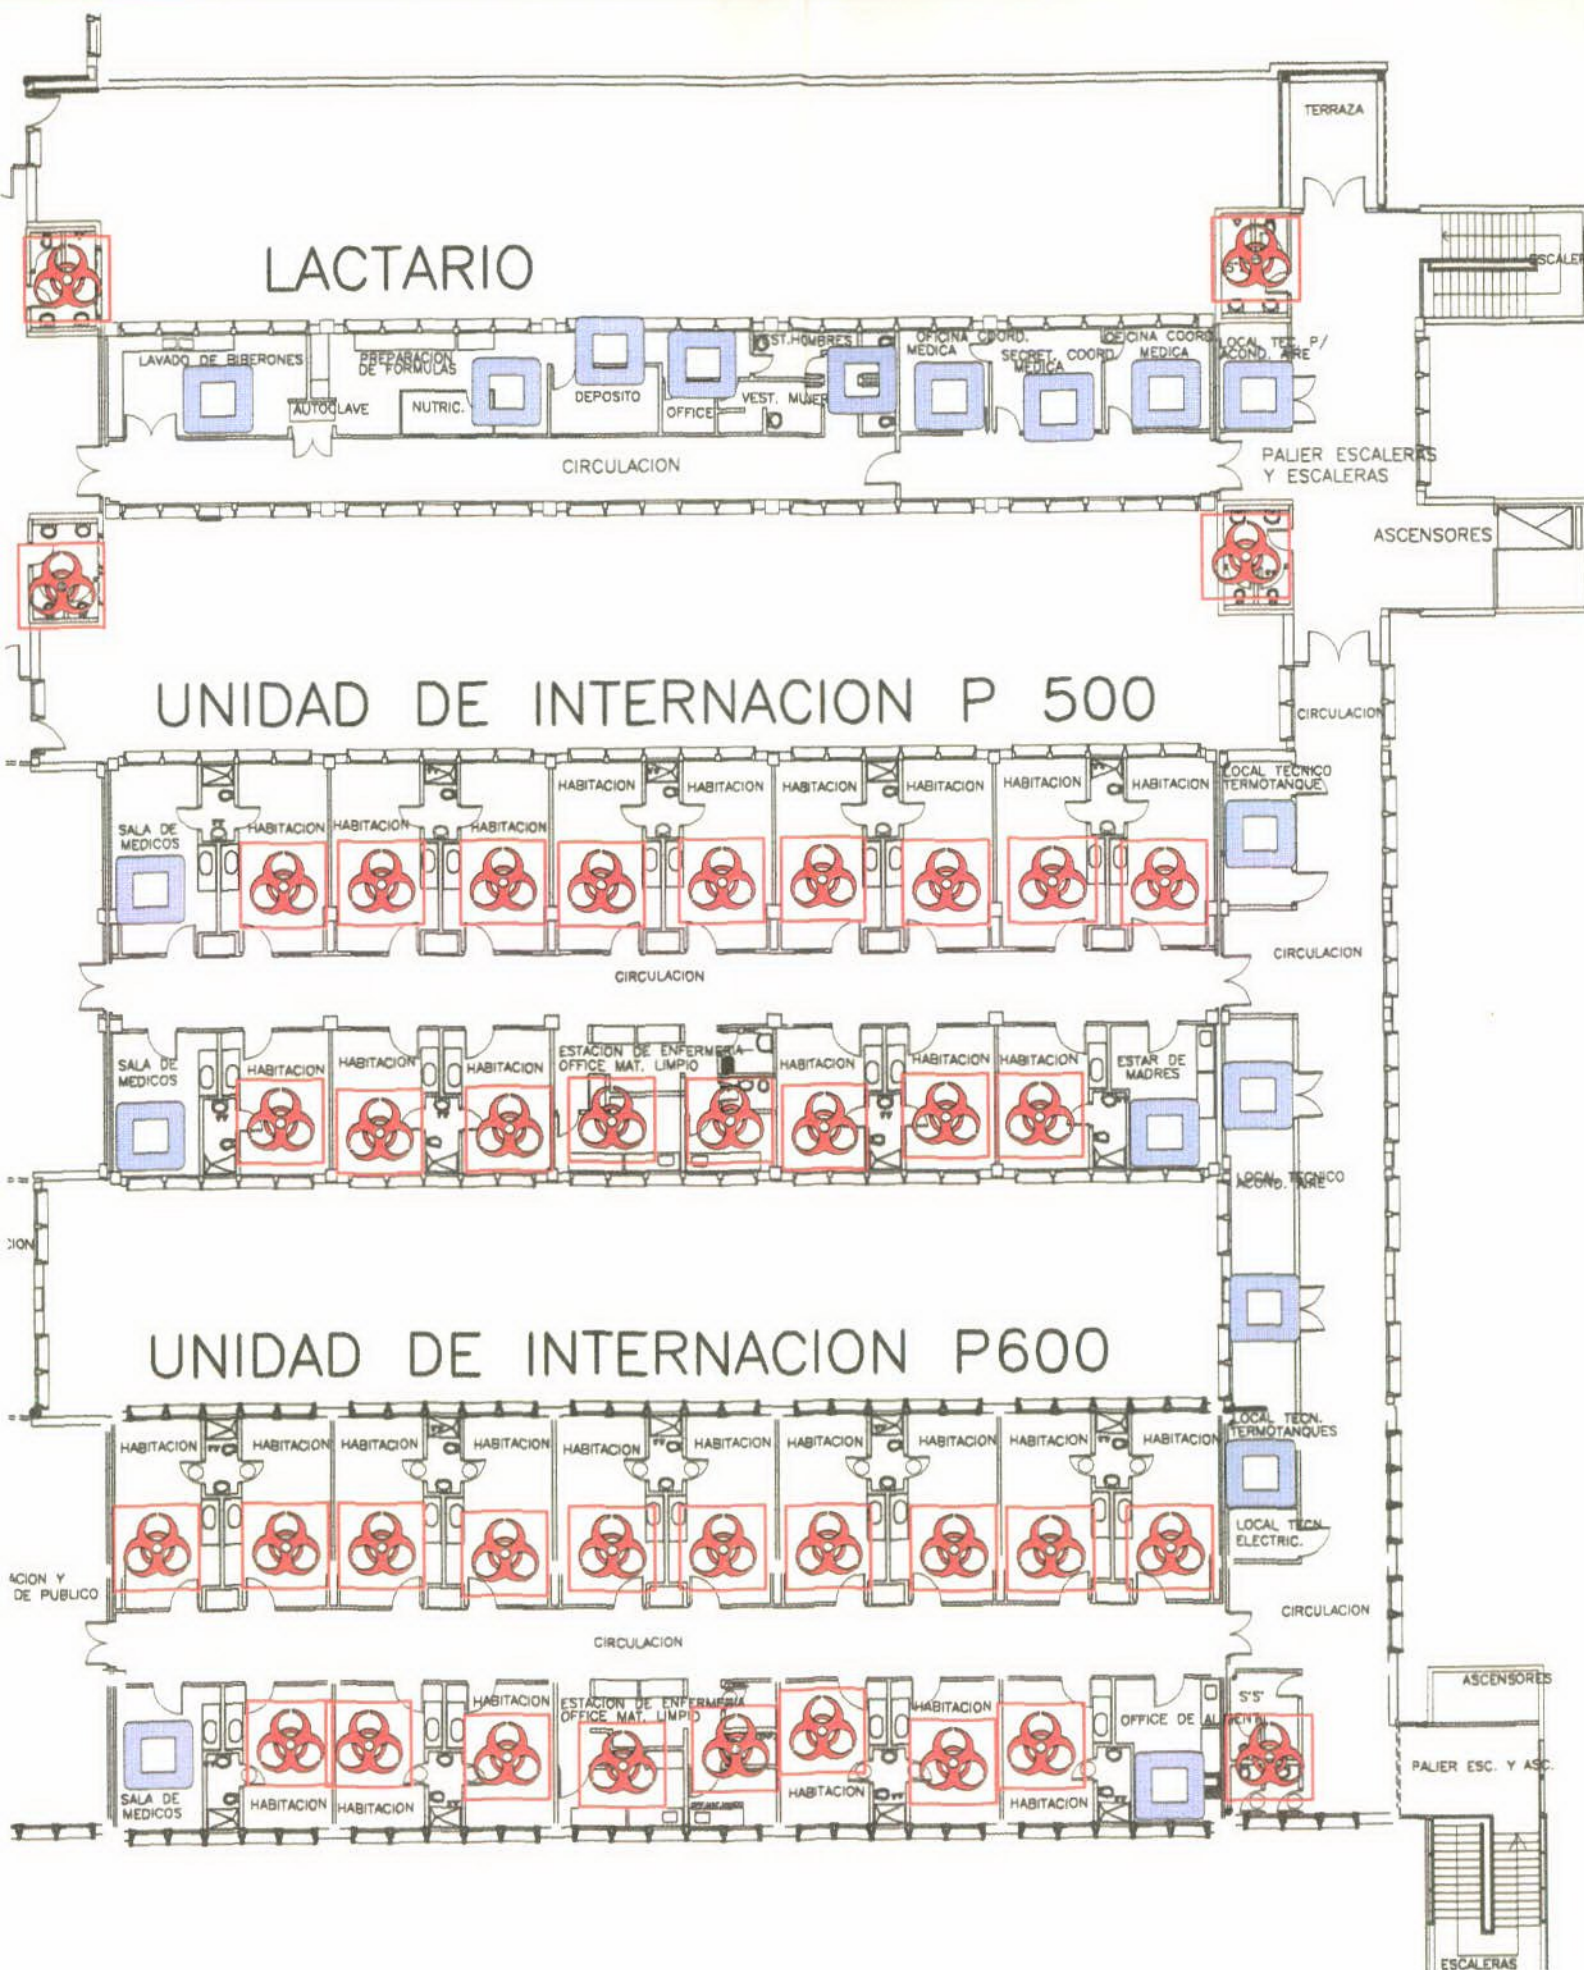 TERRAZA
LACTARIO
LAVADO DE BIBERONES
AUTOCLAVE
PREPARACION
DE FORMULAS
NUTRIC.
DEPOSITO
OFFICE
VEST. MUJER
OFICINA COORD.
MEDICA
SECRET. COORD.
MEDICA
OFICINA COORD
MEDICA
LOCAL TEC. P/
ACOND. AIRE
CIRCULACION
PALIER ESCALERAS
Y ESCALERAS
ASCENSORES
UNIDAD DE INTERNACION P 500
CIRCULACION
SALA DE
MEDICOS
HABITACION
HABITACION
HABITACION
HABITACION
HABITACION
HABITACION
HABITACION
HABITACION
HABITACION
LOCAL TECNICO
TERMOTANQUE
CIRCULACION
CIRCULACION
SALA DE
MEDICOS
HABITACION
HABITACION
HABITACION
ESTACION DE ENFERMERIA
OFFICE MAT. LIMPIO
HABITACION
HABITACION
HABITACION
ESTAR DE
MADRES
LOCAL TECNICO
ACOND. AIRE
UNIDAD DE INTERNACION P600
HABITACION
HABITACION
HABITACION
HABITACION
HABITACION
HABITACION
HABITACION
HABITACION
HABITACION
HABITACION
LOCAL TECN.
TERMOTANQUES
LOCAL TECN.
ELECTRIC.
ACION Y
DE PUBLICO
CIRCULACION
CIRCULACION
SALA DE
MEDICOS
HABITACION
HABITACION
HABITACION
ESTACION DE ENFERMERIA
OFFICE MAT. LIMPIO
HABITACION
HABITACION
HABITACION
OFFICE DE
ASCENSORES
PALIER ESC. Y ASC.
ESCALERAS